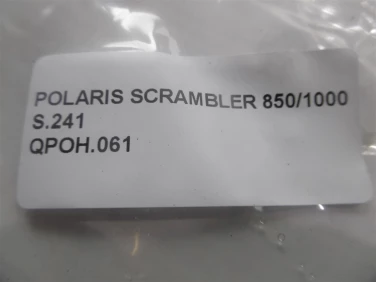 POLARIS SCRAMBLER 850/1000
S.241
QPOH.061